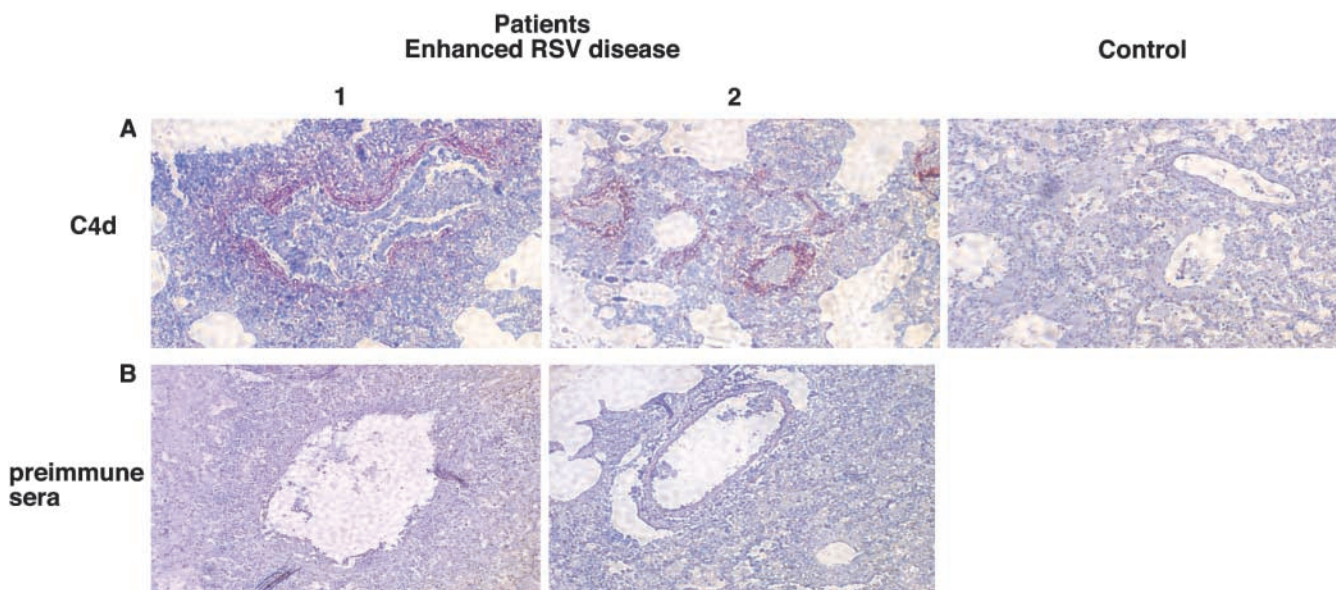 Patients
Enhanced RSV disease
Control
1
2
A
C4d
B
preimmune
sera